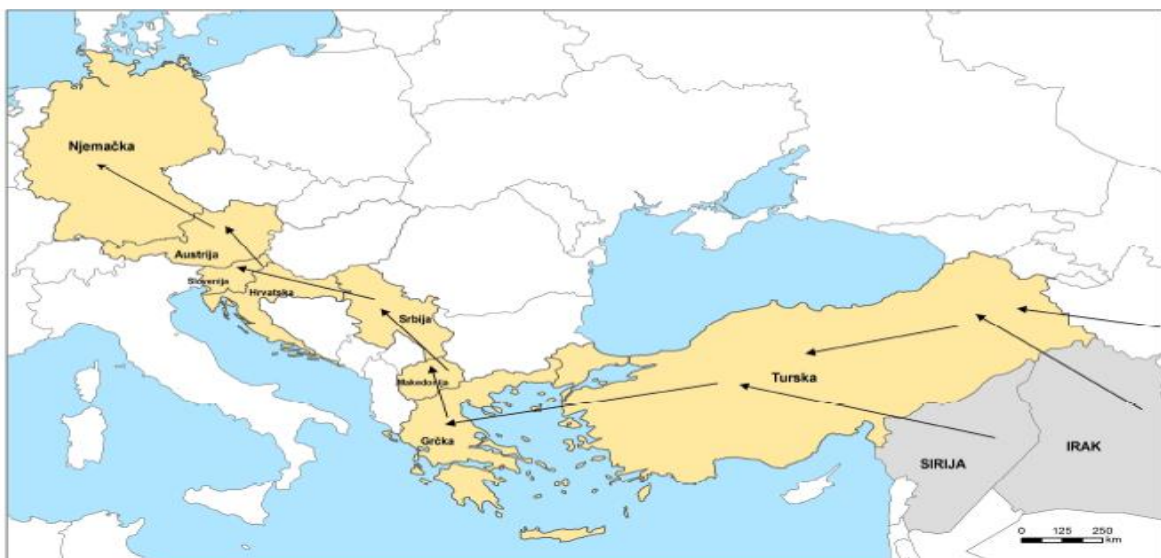 Njemačka
Austrija
Slovenija
Hrvatska
Srbija
Makedonija
Turska
Grčka
SIRIJA
IRAK
0 125 250
km